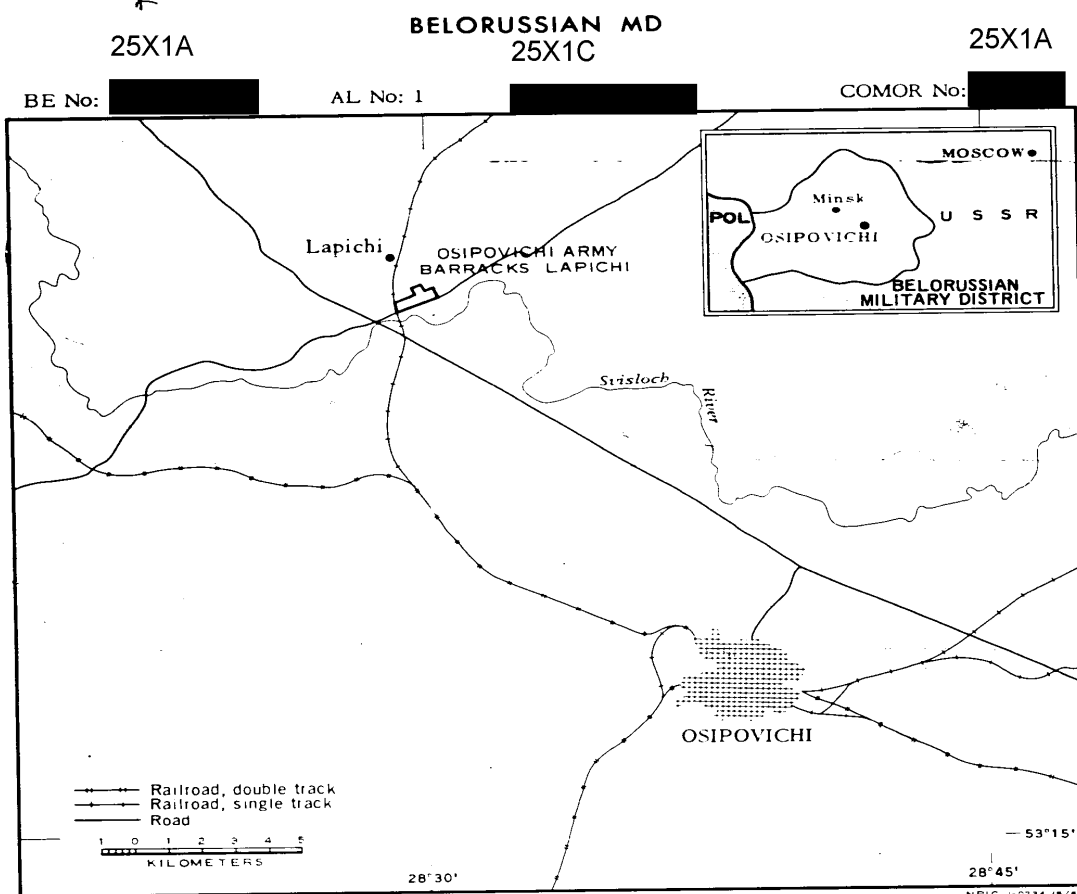 BELORUSSIAN MD
25X1A
25X1C
25X1A
BE No:
AL No: 1
COMOR No:
MOSCOW
Minsk
POL
U S S R
OSIPOVICHI
BELORUSSIAN
MILITARY DISTRICT
Lapichi
OSIPOVICHI ARMY
BARRACKS LAPICHI
Svisloch
River
OSIPOVICHI
Railroad, double track
Railroad, single track
Road
1 0 1 2 3 4 5
KILOMETERS
53°15'
28°30'
28°45'